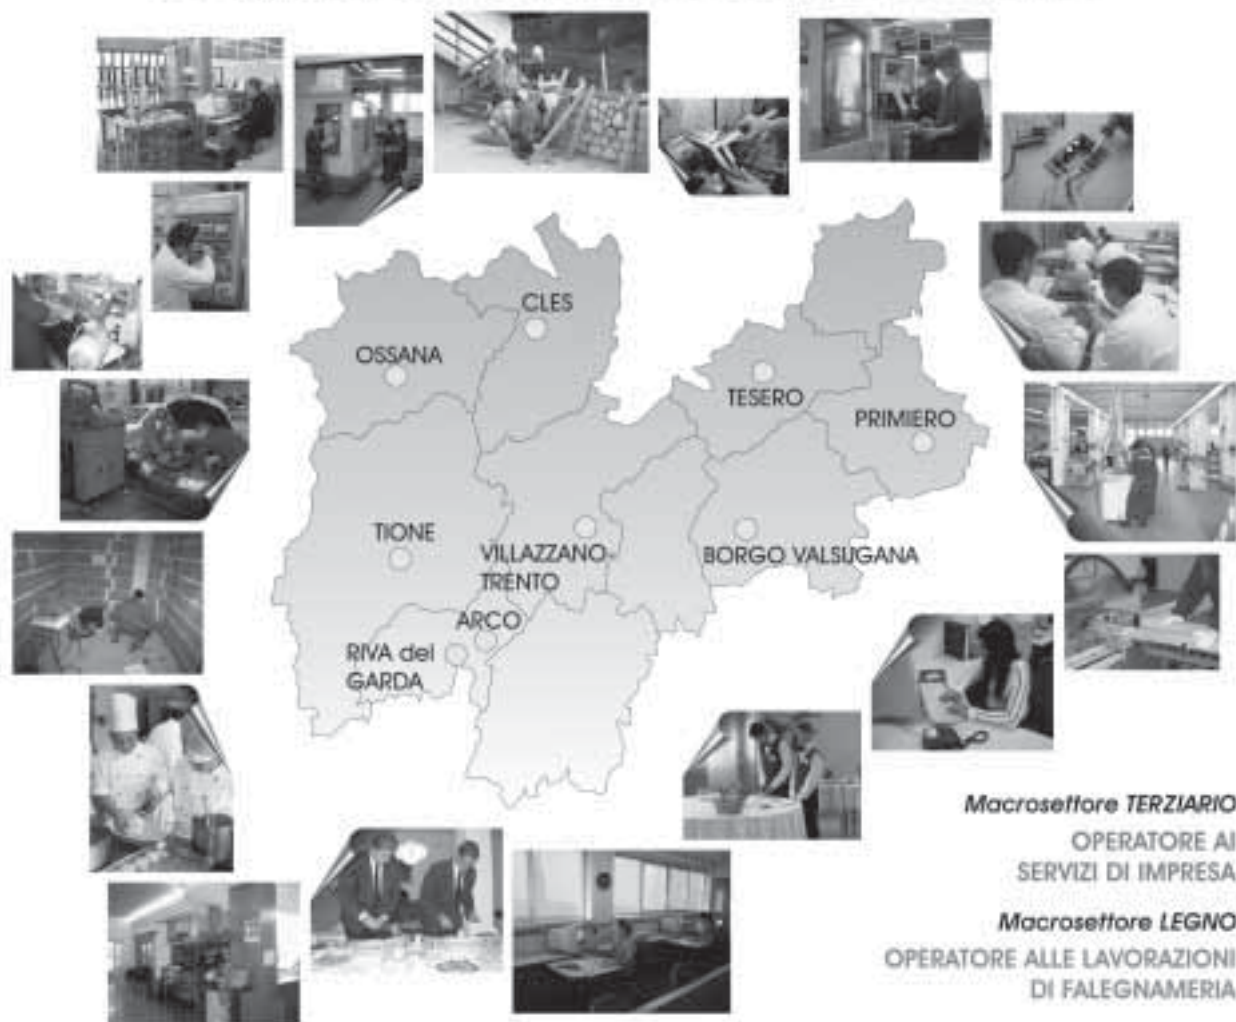 CLES
OSSANA
TESERO
PRIMIERO
TIONE
VILLAZZANO
TRENTO
BORGO VALSUGANA
ARCO
RIVA del
GARDA
Macrosettore TERZIARIO
OPERATORE AI
SERVIZI DI IMPRESA
Macrosettore LEGNO
OPERATORE ALLE LAVORAZIONI
DI FALEGNAMERIA